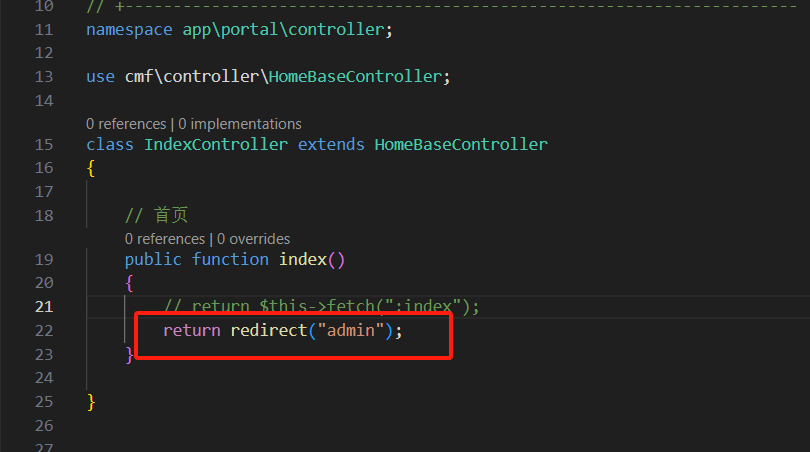 10 // +----------------------------------------------------------------------
11 namespace app\portal\controller;
12
13 use cmf\controller\HomeBaseController;
14
0 references | 0 implementations
15 class IndexController extends HomeBaseController
16 {
17
18 // 首页
0 references | 0 overrides
19 public function index()
20 {
21 // return $this->fetch(":index");
22 return redirect("admin");
23 }
24
25 }
26
27